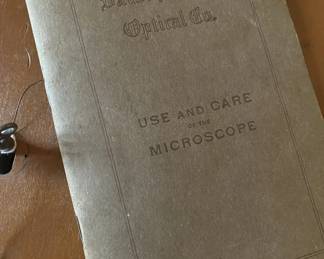 Optical Co.
USE AND CARE
OF THE
MICROSCOPE